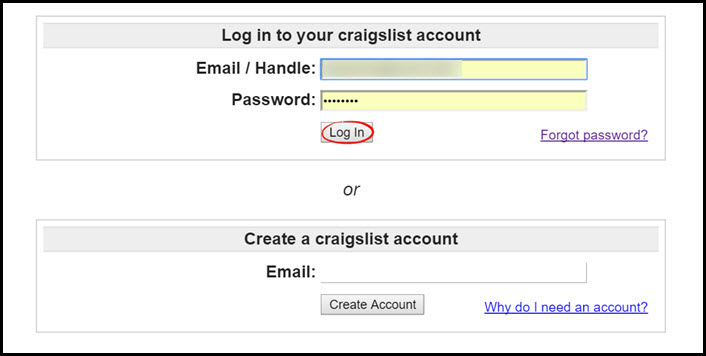 Log in to your craigslist account
Email / Handle:
Password: ••••••••
Log In
Forgot password?
or
Create a craigslist account
Email:
Create Account
Why do I need an account?